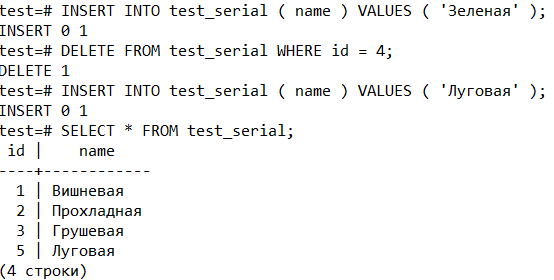 test=# INSERT INTO test_serial ( name ) VALUES ( 'Зеленая' );
INSERT 0 1
test=# DELETE FROM test_serial WHERE id = 4;
DELETE 1
test=# INSERT INTO test_serial ( name ) VALUES ( 'Луговая' );
INSERT 0 1
test=# SELECT * FROM test_serial;
 id |    name
----+------------
  1 | Вишневая
  2 | Прохладная
  3 | Грушевая
  5 | Луговая
(4 строки)